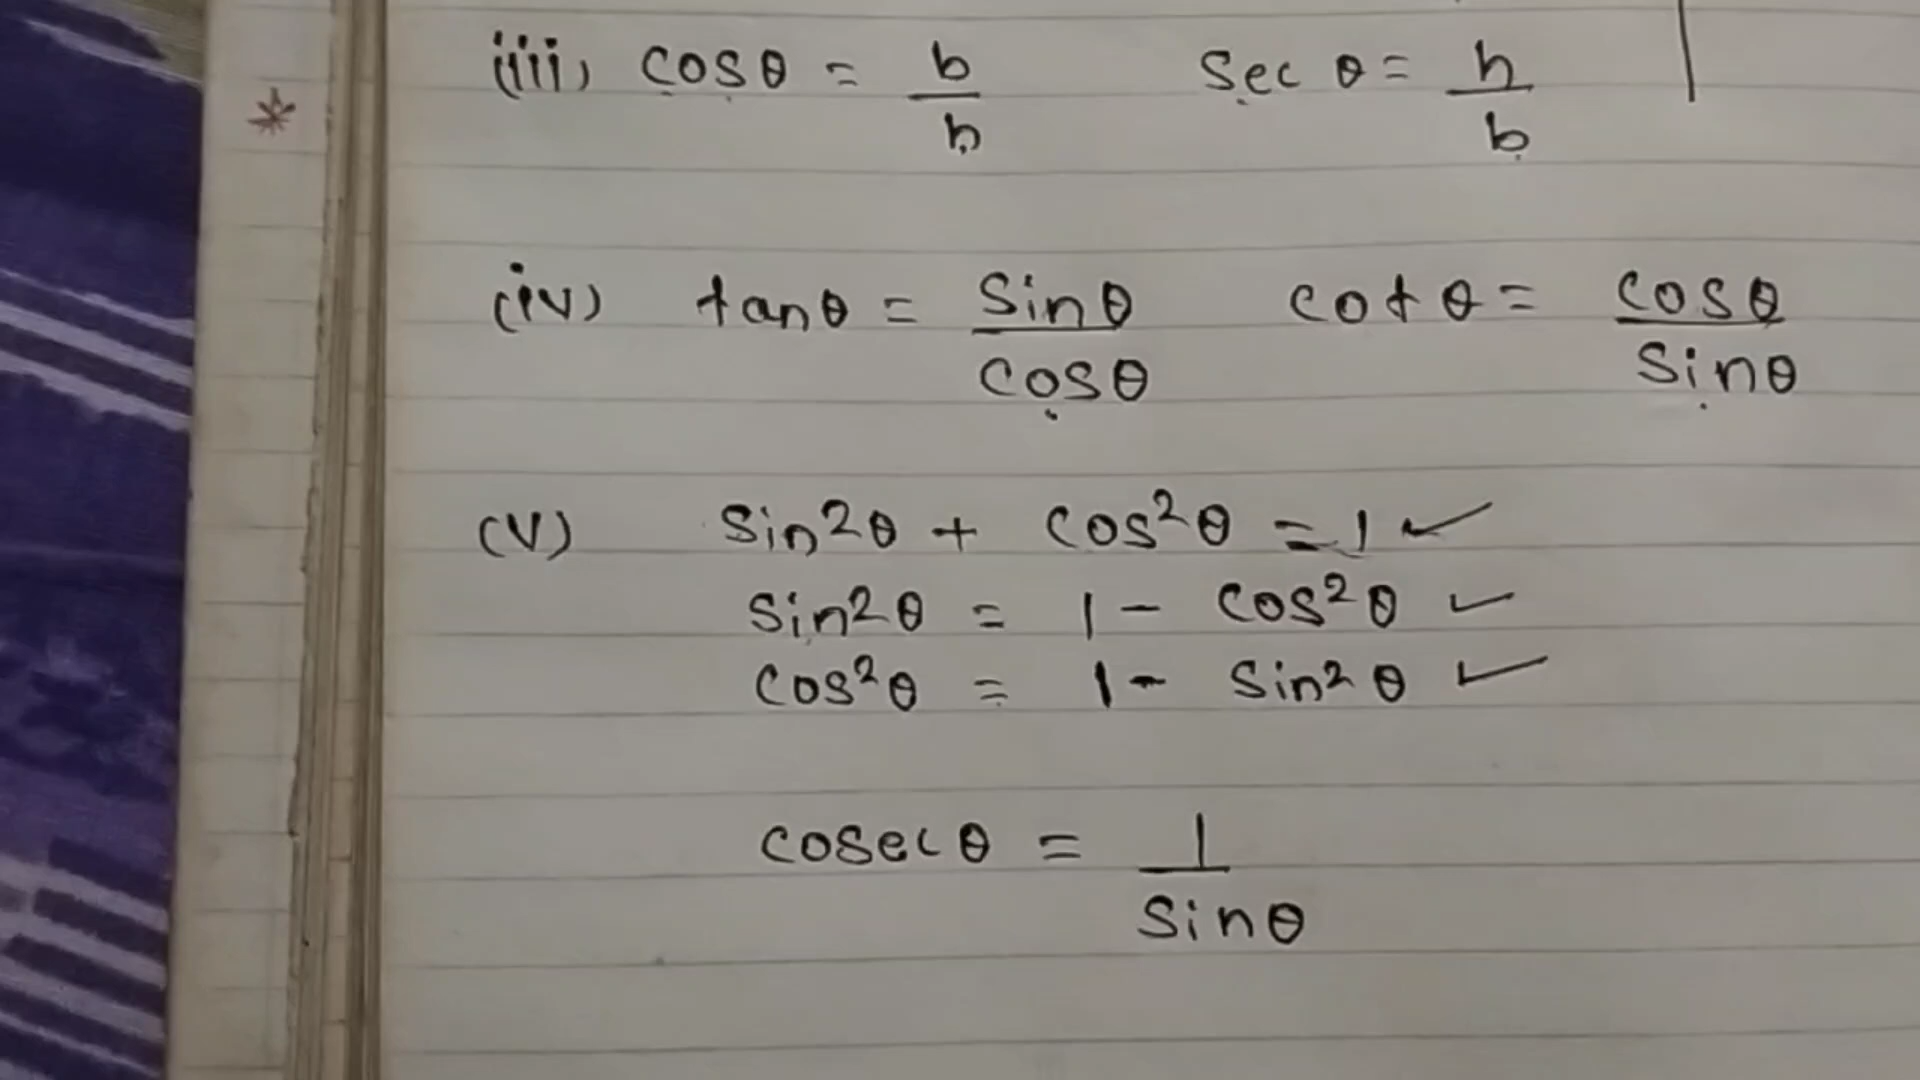 (iii) cosθ = b/h secθ = h/b
(iv) tanθ = sinθ/cosθ cotθ = cosθ/sinθ
(v) sin²θ + cos²θ = 1 ✓
sin²θ = 1 - cos²θ ✓
cos²θ = 1 - sin²θ ✓
cosecθ = 1/sinθ